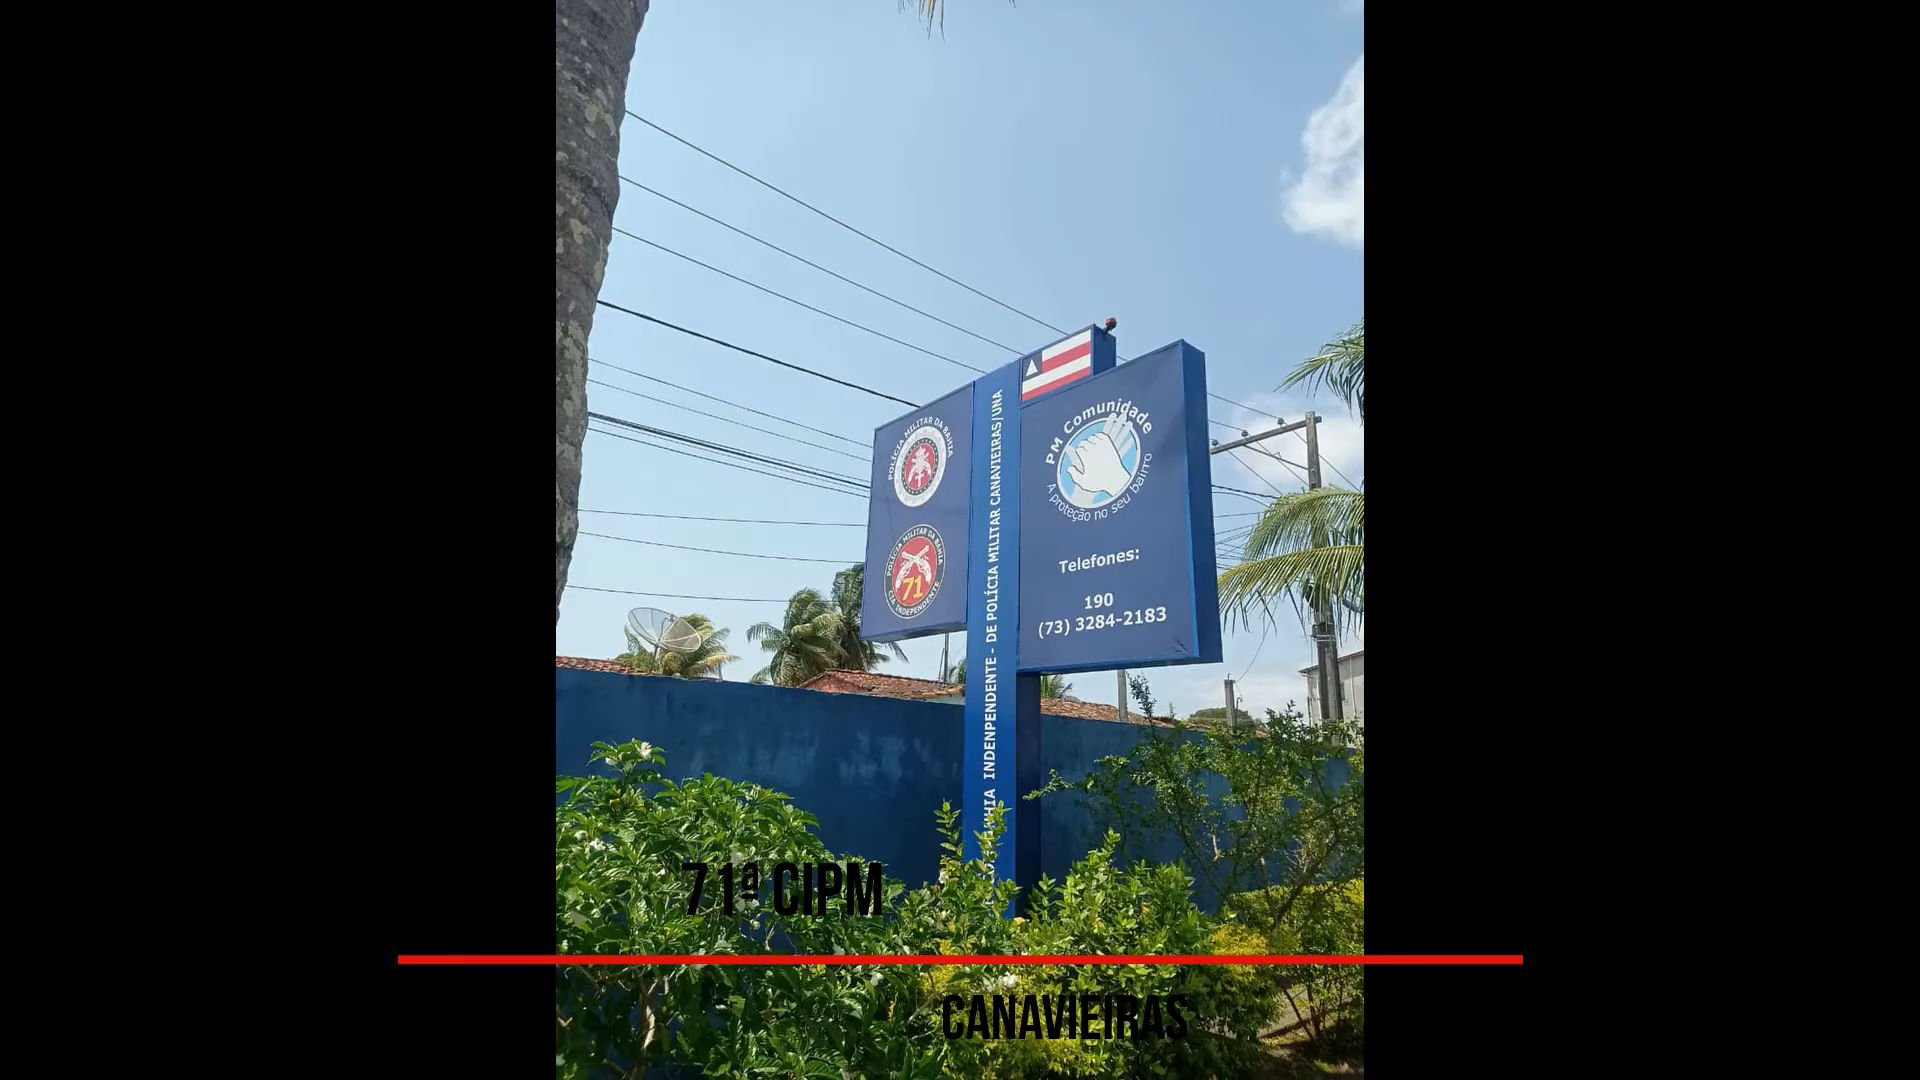 POLÍCIA MILITAR DA BAHIA
POLÍCIA MILITAR DA BAHIA
71
CIA INDEPENDENTE
INDENPENDENTE - DE POLÍCIA MILITAR CANAVIEIRAS/UNA
PM Comunidade
A proteção no seu bairro
Telefones:
190
(73) 3284-2183
71ª CIPM
CANAVIEIRAS